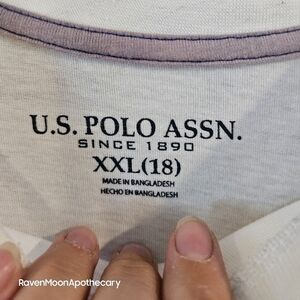 U.S. POLO ASSN.
SINCE 1890
XXL(18)
MADE IN BANGLADESH
HECHO EN BANGLADESH
RavenMoonApothecary